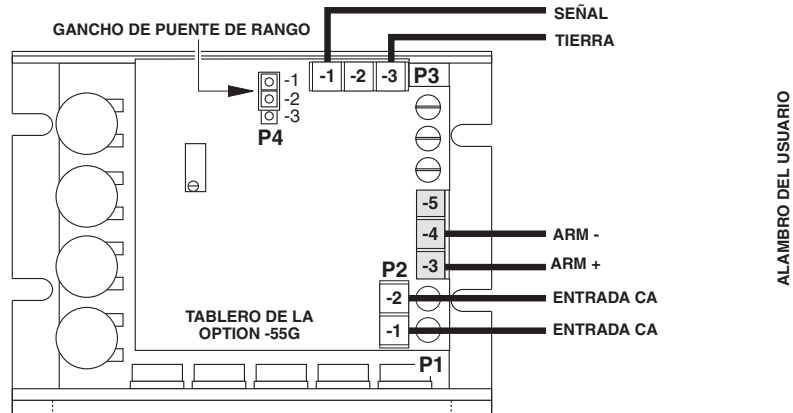 SEÑAL
GANCHO DE PUENTE DE RANGO
TIERRA
-1 -2 -3 P3
-1
-2
-3
P4
-5
-4 ARM -
-3 ARM +
P2
-2 ENTRADA CA
-1 ENTRADA CA
TABLERO DE LA
OPTION -55G
P1
ALAMBRO DEL USUARIO